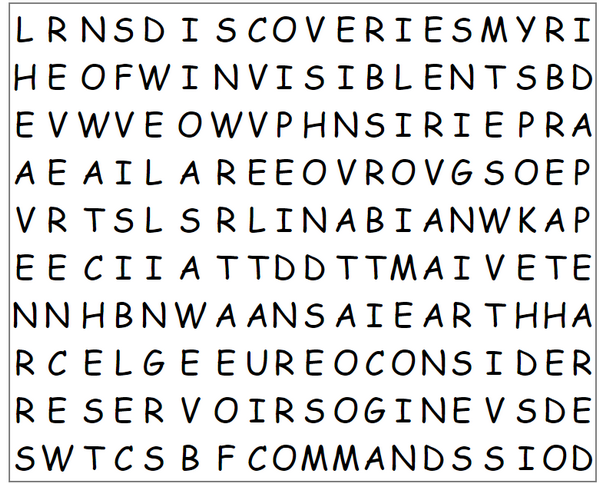 L R N S D I S C O V E R I E S M Y R I
H E O F W I N V I S I B L E N T S B D
E V W V E O W V P H N S I R I E P R A
A E A I L A R E E O V R O V G S O E P
V R T S L S R L I N A B I A N W K A P
E E C I I A T T D D T T M A I V E T E
N N H B N W A A N S A I E A R T H H A
R C E L G E E U R E O C O N S I D E R
R E S E R V O I R S O G I N E V S D E
S W T C S B F C O M M A N D S S I O D